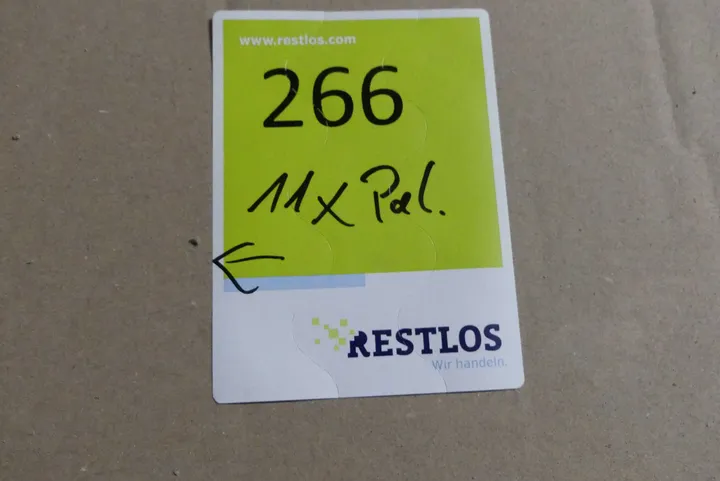 www.restlos.com
266
11x Pal.
RESTLOS
Wir handeln.